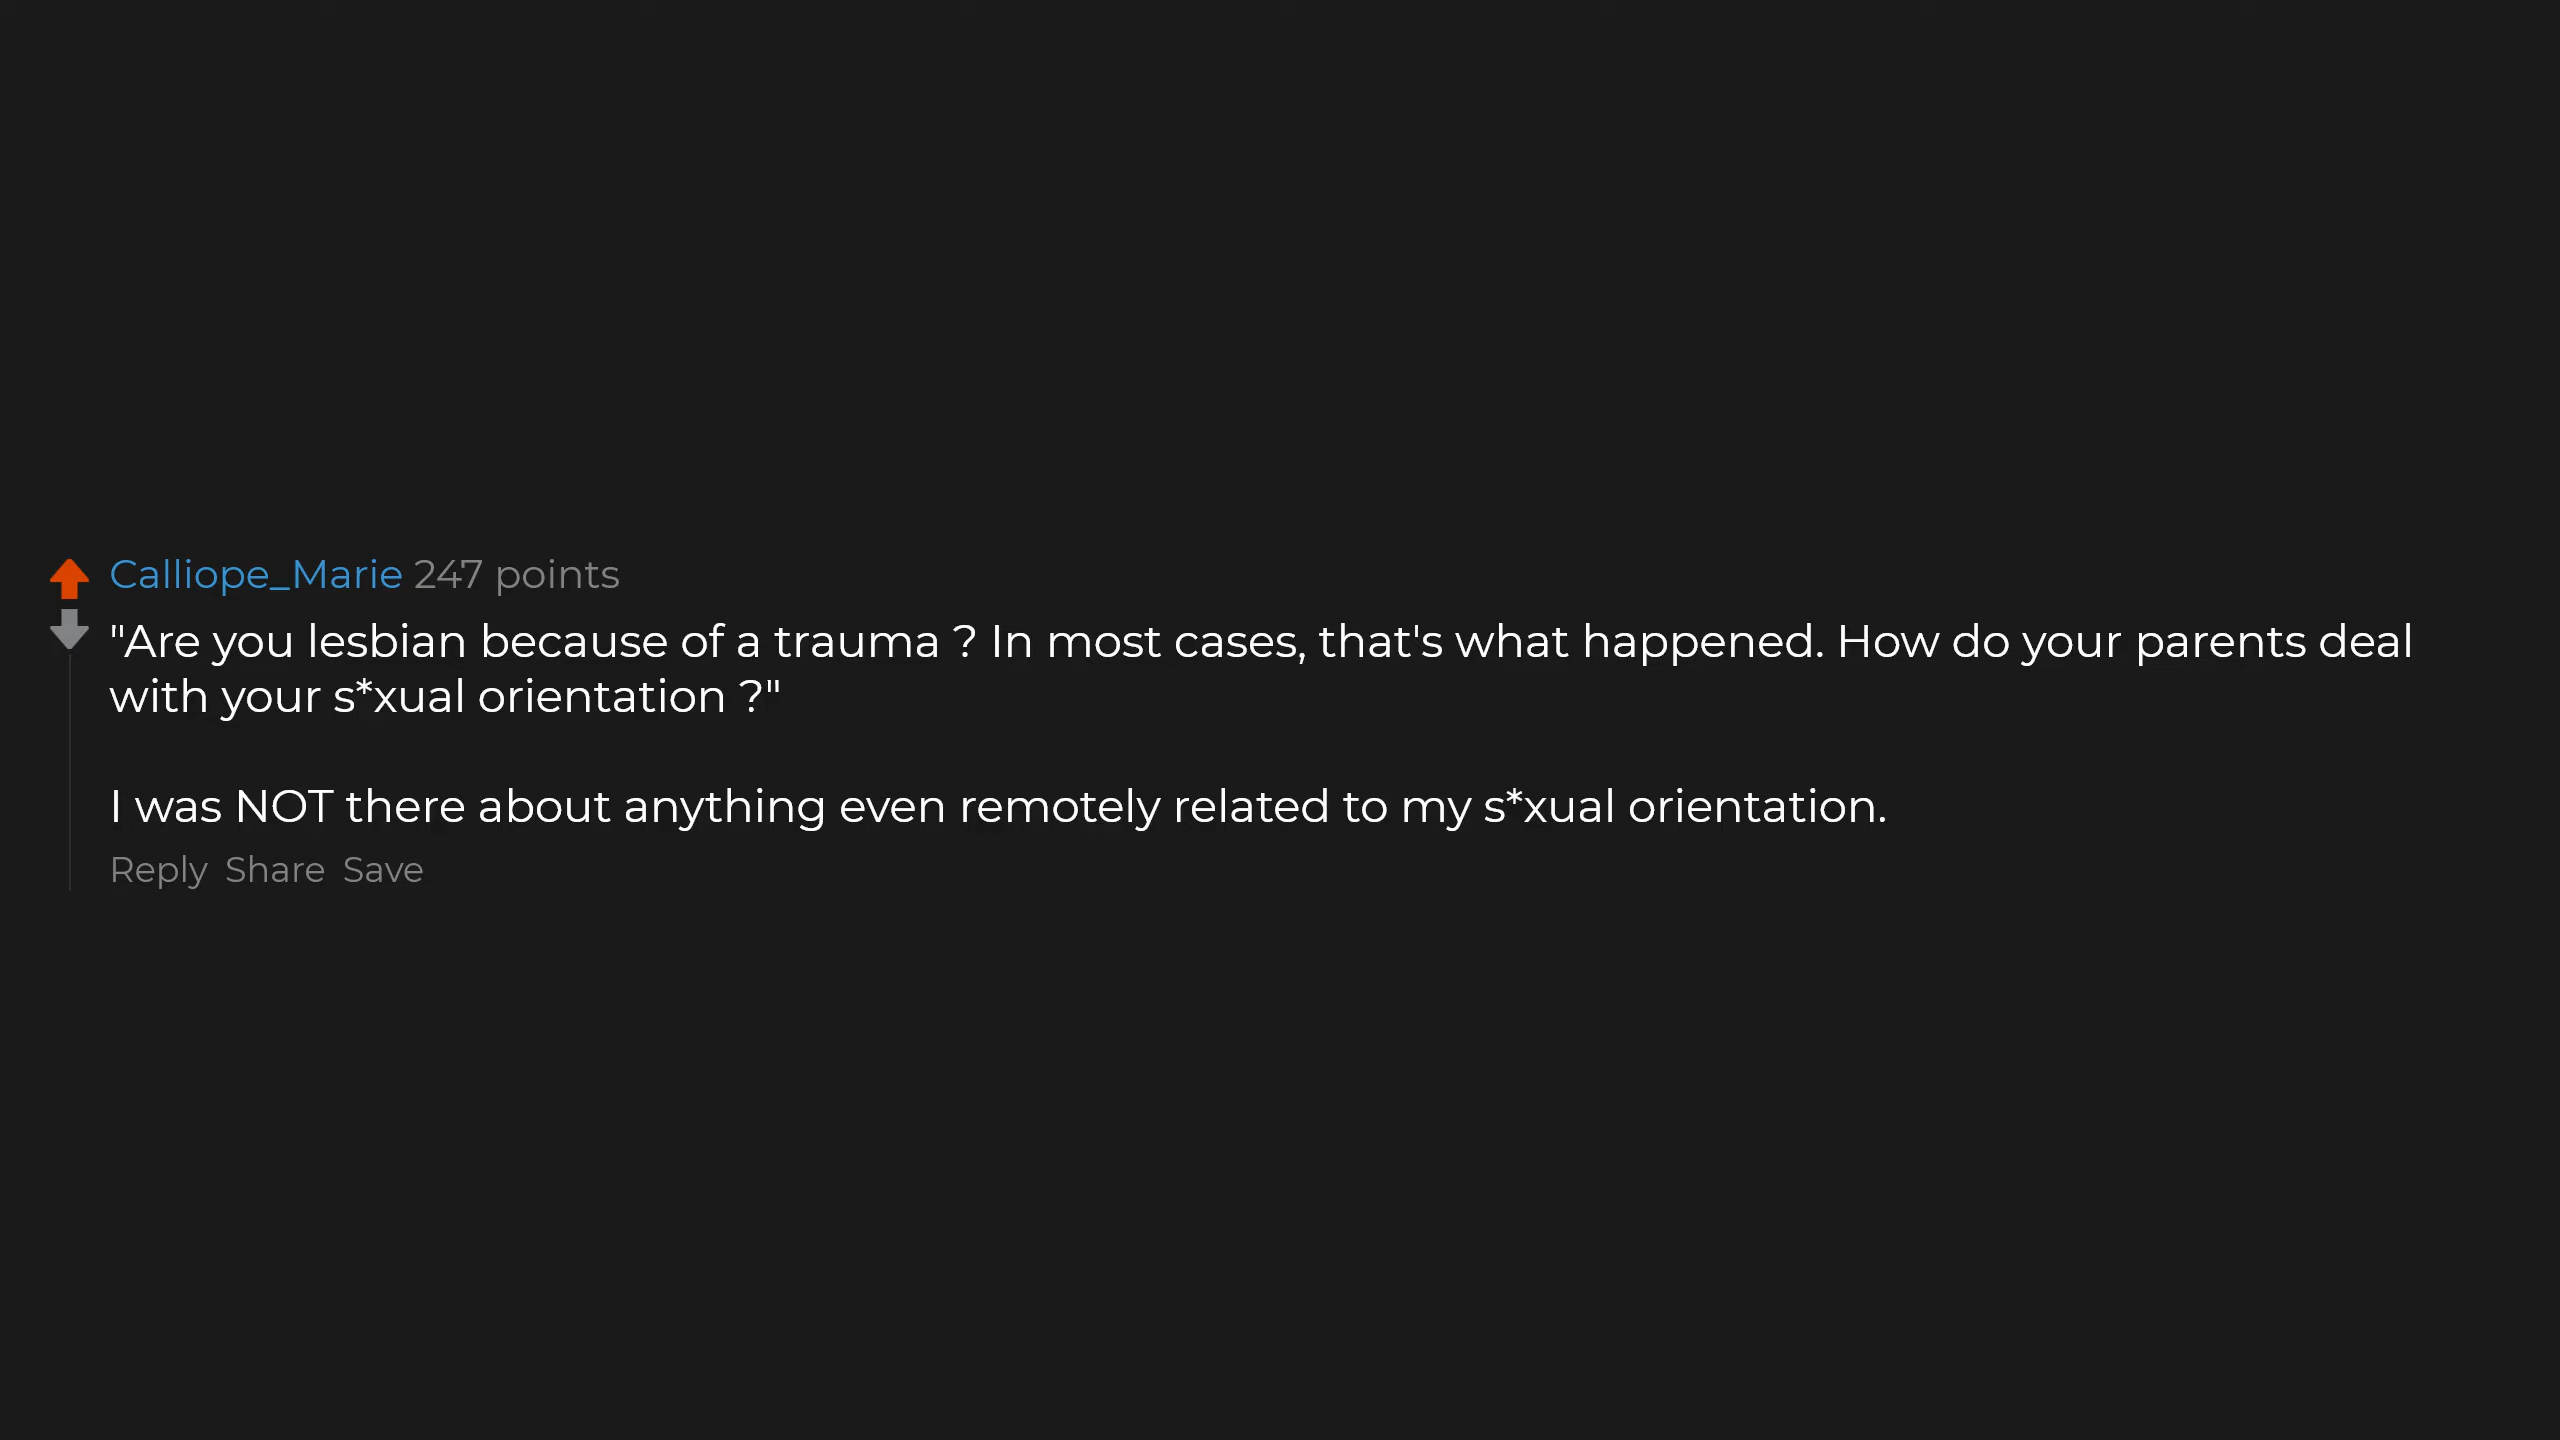 Calliope_Marie 247 points
"Are you lesbian because of a trauma ? In most cases, that's what happened. How do your parents deal
with your s*xual orientation ?"
I was NOT there about anything even remotely related to my s*xual orientation.
Reply Share Save